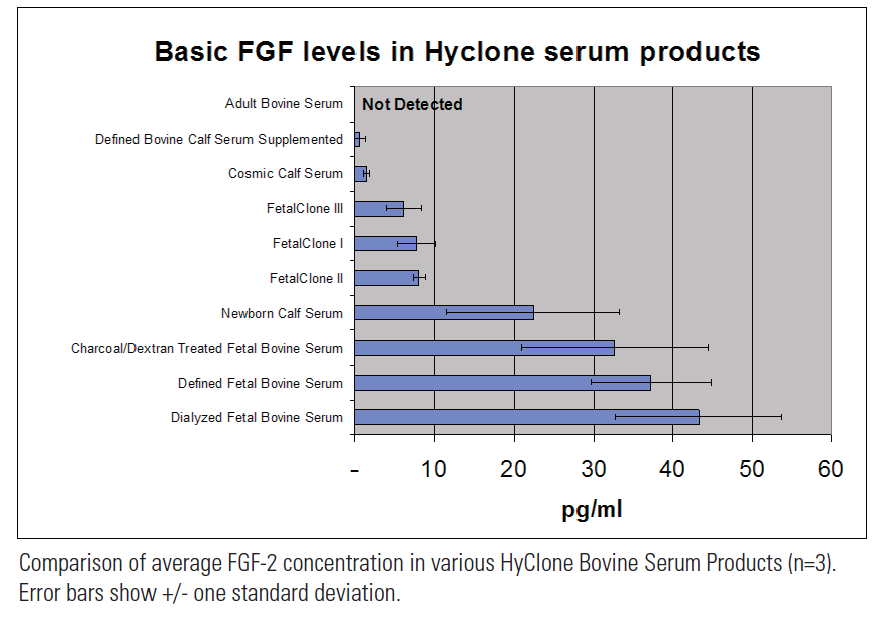 Basic FGF levels in Hyclone serum products
Adult Bovine Serum
Not Detected
Defined Bovine Calf Serum Supplemented
Cosmic Calf Serum
FetalClone III
FetalClone I
FetalClone II
Newborn Calf Serum
Charcoal/Dextran Treated Fetal Bovine Serum
Defined Fetal Bovine Serum
Dialyzed Fetal Bovine Serum
- 10 20 30 40 50 60
pg/ml
Comparison of average FGF-2 concentration in various HyClone Bovine Serum Products (n=3).
Error bars show +/- one standard deviation.